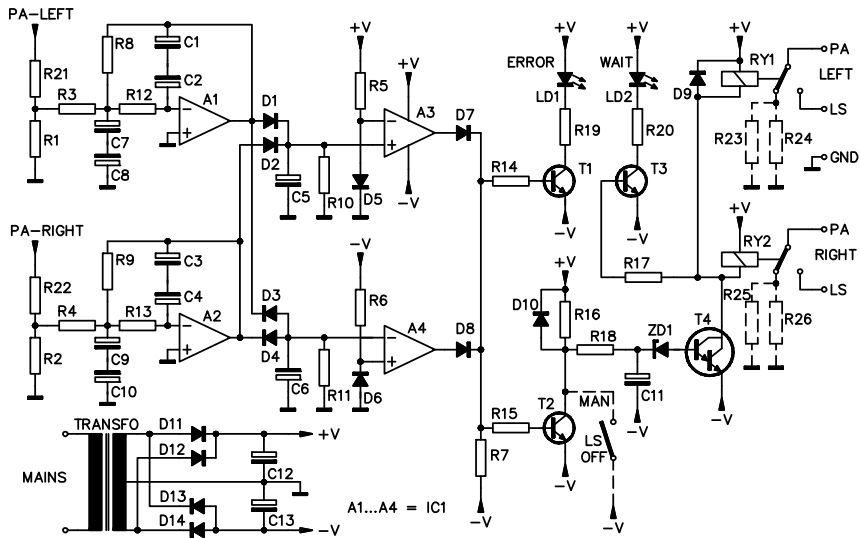 PA-LEFT
+V
+V
+V
+V
RY1
PA
LEFT
LS
GND
R21
R8
C1
C2
R3
R12
A1
D1
R5
+V
A3
D7
ERROR
LD1
WAIT
LD2
D9
R1
C7
C8
D2
C5
R10
D5
-V
R14
R19
T1
-V
R20
T3
-V
R23
R24
PA-RIGHT
R22
R9
C3
C4
R4
R13
A2
D3
D4
-V
R6
A4
D8
+V
D10
R16
R17
R18
ZD1
T4
+V
RY2
PA
RIGHT
LS
R25
R26
R2
C9
C10
C6
R11
D6
R15
T2
MAN
LS
OFF
C11
-V
-V
R7
-V
-V
-V
TRANSFO
D11
D12
D13
D14
MAINS
C12
C13
+V
-V
A1...A4 = IC1